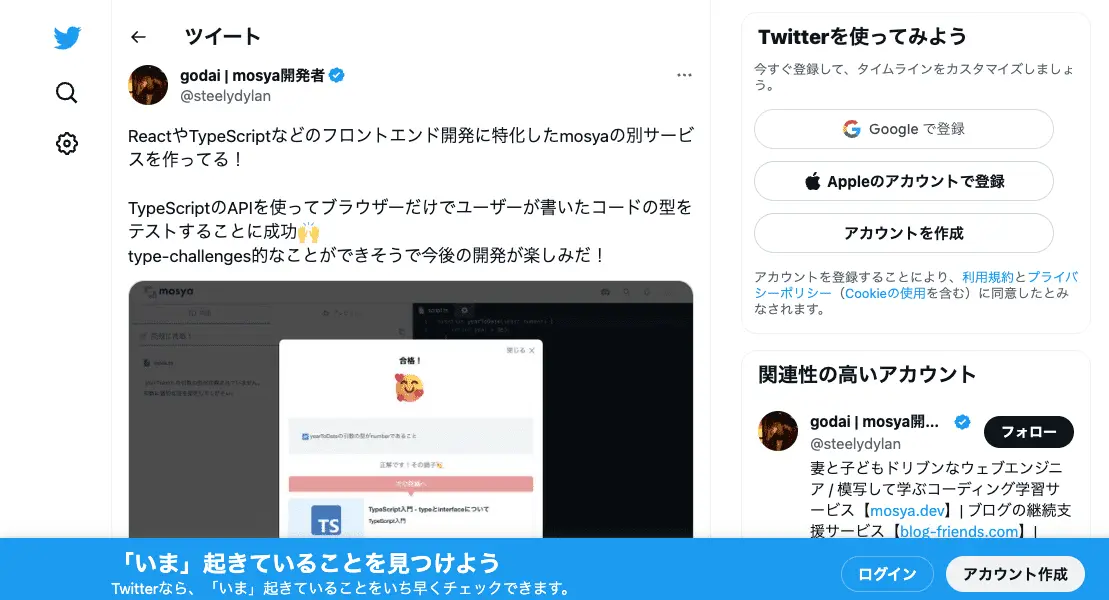 ツイート
godai | mosya開発者
@steelydylan
ReactやTypeScriptなどのフロントエンド開発に特化したmosyaの別サービ
スを作ってる！
TypeScriptのAPIを使ってブラウザーだけでユーザーが書いたコードの型を
テストすることに成功🙌
type-challenges的なことができそうで今後の開発が楽しみだ！
mosya
閉じる ×
合格！
yearToDateの引数の型がnumberであること
正解です！その調子
次の課題へ
TS
TypeScript入門 - typeとinterfaceについて
TypeScript入門
Twitterを使ってみよう
今すぐ登録して、タイムラインをカスタマイズしましょ
う。
Google で登録
Appleのアカウントで登録
アカウントを作成
アカウントを登録することにより、利用規約とプライバ
シーポリシー（Cookieの使用を含む）に同意したとみ
なされます。
関連性の高いアカウント
godai | mosya開...
@steelydylan
フォロー
妻と子どもドリブンなウェブエンジニ
ア / 模写して学ぶコーディング学習サ
ービス【mosya.dev】| ブログの継続支
援サービス【blog-friends.com】|
「いま」起きていることを見つけよう
Twitterなら、「いま」起きていることをいち早くチェックできます。
ログイン
アカウント作成